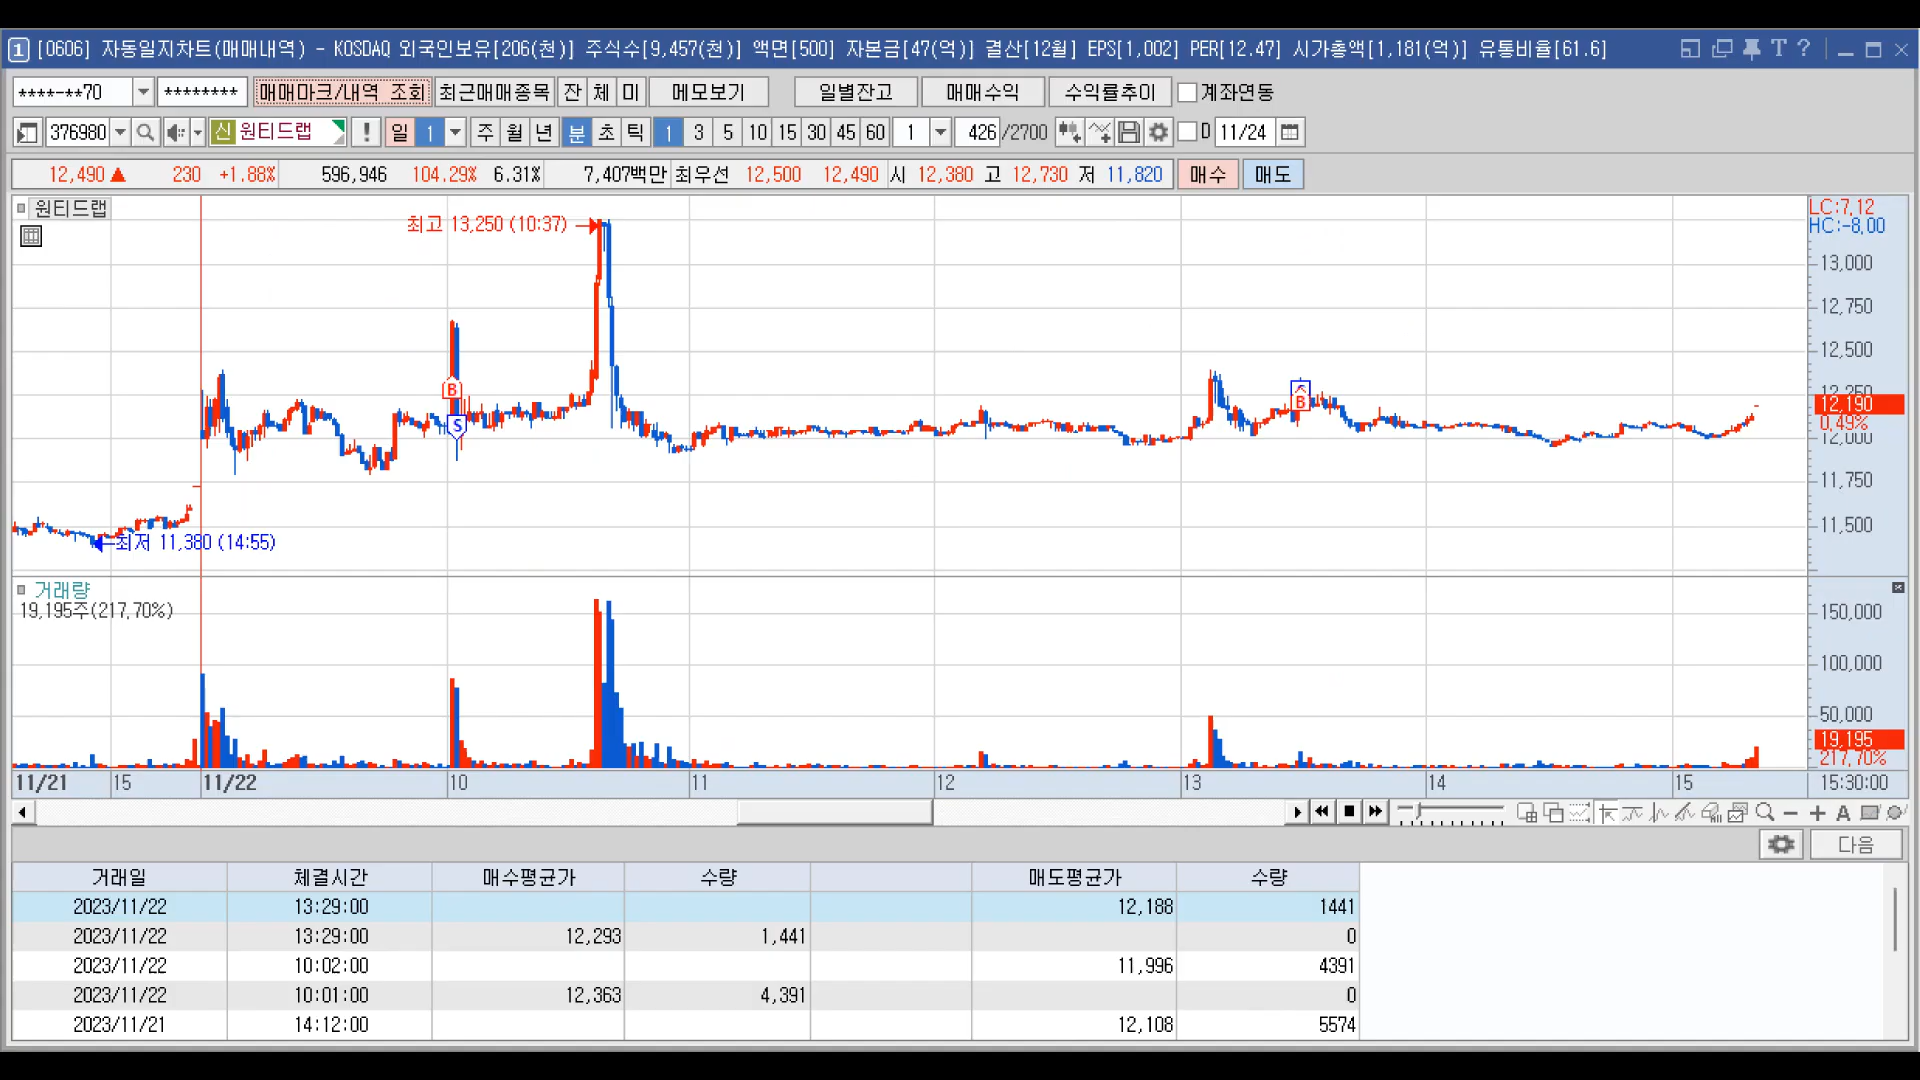 1 [0606] 자동일지차트(매매내역) - KOSDAQ 외국인보유[206(천)] 주식수[9,457(천)] 액면[500] 자본금[47(억)] 결산[12월] EPS[1,002] PER[12.47] 시가총액[1,181(억)] 유통비율[61.6] T ?
****-**70 ******** 매매마크/내역 조회 최근매매종목 잔 체 미 메모보기 일별잔고 매매수익 수익률추이 계좌연동
376980 신 원티드랩 ! 일 1 주 월 년 분 초 틱 1 3 5 10 15 30 45 60 1 426 /2700 D 11/24
12,490 ▲ 230 +1.88% 596,946 104.29% 6.31% 7,407백만 최우선 12,500 12,490 시 12,380 고 12,730 저 11,820 매수 매도
원티드랩
LC:7,12
HC:-8,00
최고 13,250 (10:37)
13,000
12,750
12,500
12,250
B
B
12,190
0,49%
S
12,000
11,750
11,500
최저 11,380 (14:55)
거래량
19,195주(217,70%)
150,000
100,000
50,000
19,195
217,70%
11/21 15 11/22 10 11 12 13 14 15 15:30:00
A
다음
거래일 체결시간 매수평균가 수량 매도평균가 수량
2023/11/22 13:29:00 12,188 1441
2023/11/22 13:29:00 12,293 1,441 0
2023/11/22 10:02:00 11,996 4391
2023/11/22 10:01:00 12,363 4,391 0
2023/11/21 14:12:00 12,108 5574